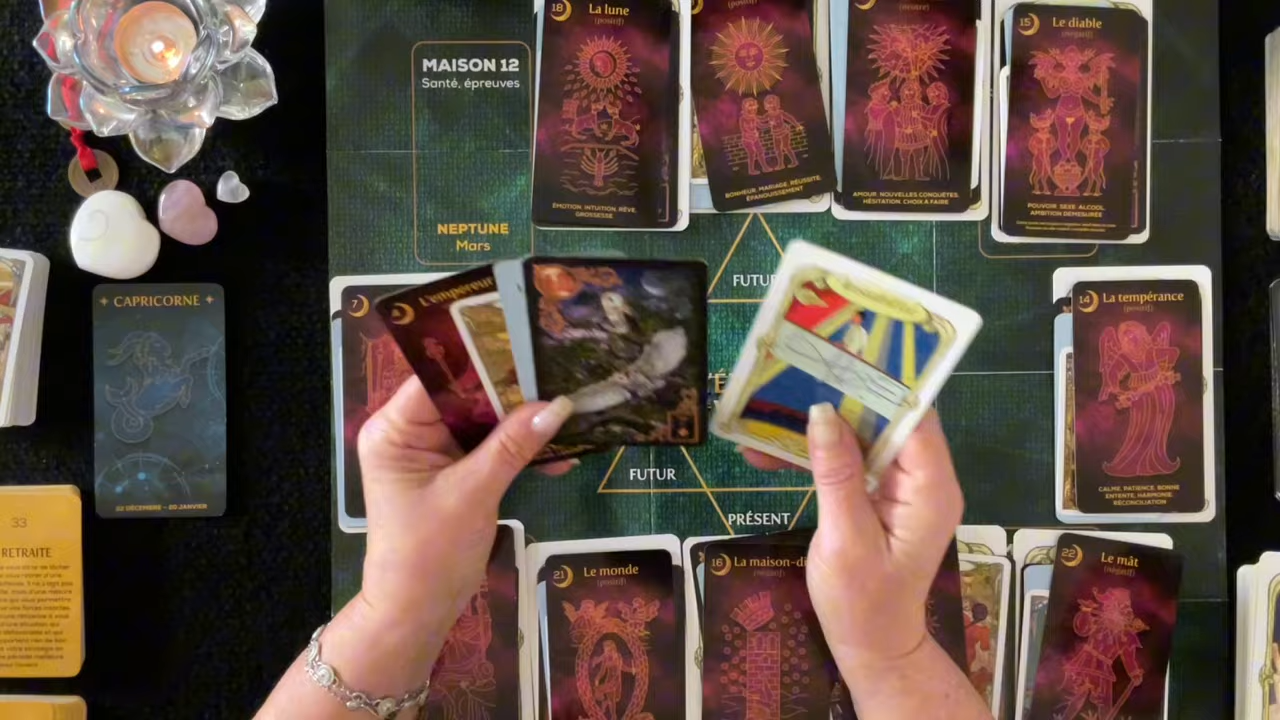 18 La lune
(positif)
ÉMOTION, INTUITION, RÊVE,
GROSSESSE
(positif)
BONHEUR, MARIAGE, RÉUSSITE,
ÉPANOUISSEMENT
AMOUR, NOUVELLES CONQUÊTES,
HÉSITATION, CHOIX À FAIRE
15 Le diable
(négatif)
POUVOIR, SEXE, ALCOOL,
AMBITION DÉMESURÉE
MAISON 12
Santé, épreuves
NEPTUNE
Mars
FUTUR
7
L'empereur
14 La tempérance
(positif)
CALME, PATIENCE, BONNE
ENTENTE, HARMONIE,
RÉCONCILIATION
CAPRICORNE
22 DÉCEMBRE - 20 JANVIER
FUTUR
PRÉSENT
33
RETRAITE
21 Le monde
(positif)
16 La maison-di
(négatif)
22 Le mât
(négatif)